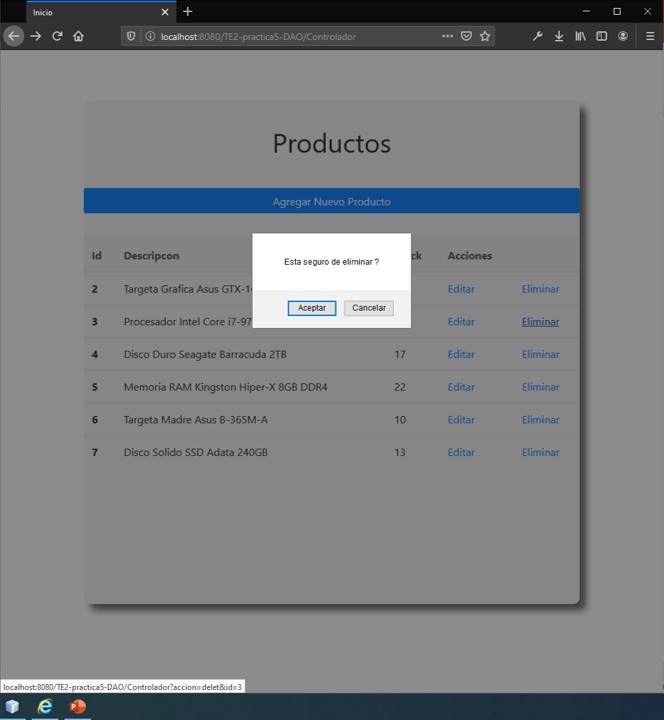 Inicio
localhost:8080/TE2-practica5-DAO/Controlador
Productos
Agregar Nuevo Producto
Id Descripcon ck Acciones
Esta seguro de eliminar ?
Aceptar Cancelar
2 Targeta Grafica Asus GTX-1 Editar Eliminar
3 Procesador Intel Core i7-97 Editar Eliminar
4 Disco Duro Seagate Barracuda 2TB 17 Editar Eliminar
5 Memoria RAM Kingston Hiper-X 8GB DDR4 22 Editar Eliminar
6 Targeta Madre Asus B-365M-A 10 Editar Eliminar
7 Disco Solido SSD Adata 240GB 13 Editar Eliminar
localhost:8080/TE2-practica5-DAO/Controlador?accion=delet&id=3